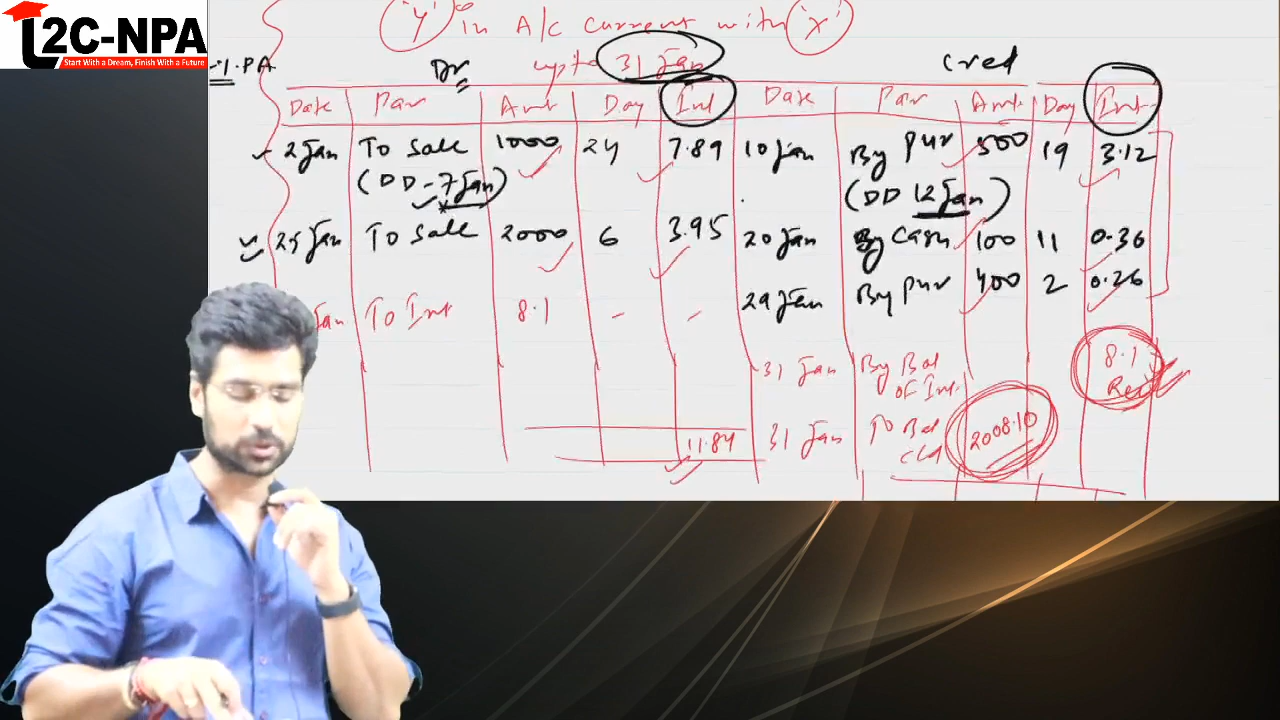 L2C-NPA
Start With a Dream, Finish With a Future
'Y' in A/C current with 'X'
upto 31 Jan
-1. PA
Dr
cred
Date Par Amt Day Int Date Par Amt. Day Int.
2 Jan To Sale 1000 24 7.89 10 Jan By Pur 500 19 3.12
(DD - 7 Jan) (DD 12 Jan)
25 Jan To Sale 2000 6 3.95 20 Jan By Cash 100 11 0.36
29 Jan By Pur 400 2 0.26
Jan To Int 8.1 - -
31 Jan By Bal of Int. 8.1
11.84 31 Jan To Bal c/d 2008.10